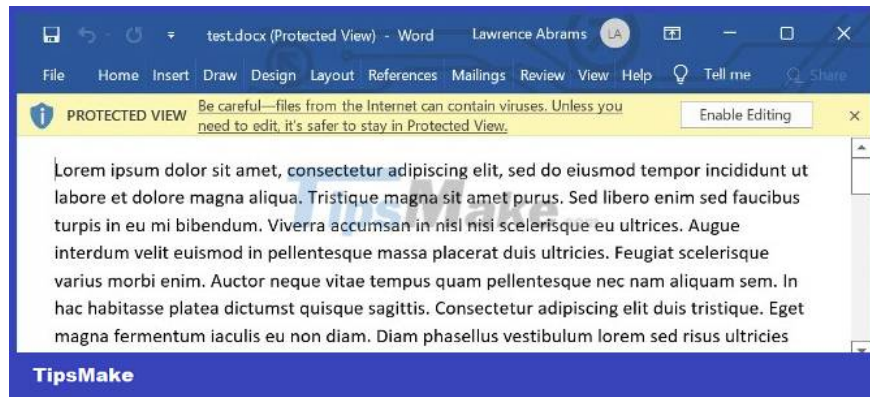 test.docx (Protected View) - Word Lawrence Abrams LA
File Home Insert Draw Design Layout References Mailings Review View Help Tell me Share
PROTECTED VIEW Be careful—files from the Internet can contain viruses. Unless you
need to edit, it's safer to stay in Protected View. Enable Editing
Lorem ipsum dolor sit amet, consectetur adipiscing elit, sed do eiusmod tempor incididunt ut
labore et dolore magna aliqua. Tristique magna sit amet purus. Sed libero enim sed faucibus
turpis in eu mi bibendum. Viverra accumsan in nisl nisi scelerisque eu ultrices. Augue
interdum velit euismod in pellentesque massa placerat duis ultricies. Feugiat scelerisque
varius morbi enim. Auctor neque vitae tempus quam pellentesque nec nam aliquam sem. In
hac habitasse platea dictumst quisque sagittis. Consectetur adipiscing elit duis tristique. Eget
magna fermentum iaculis eu non diam. Diam phasellus vestibulum lorem sed risus ultricies
TipsMake.com
TipsMake